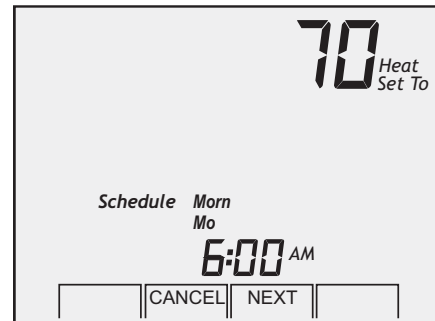 70 Heat
Set To
Schedule Morn
Mo
6:00 AM
CANCEL NEXT